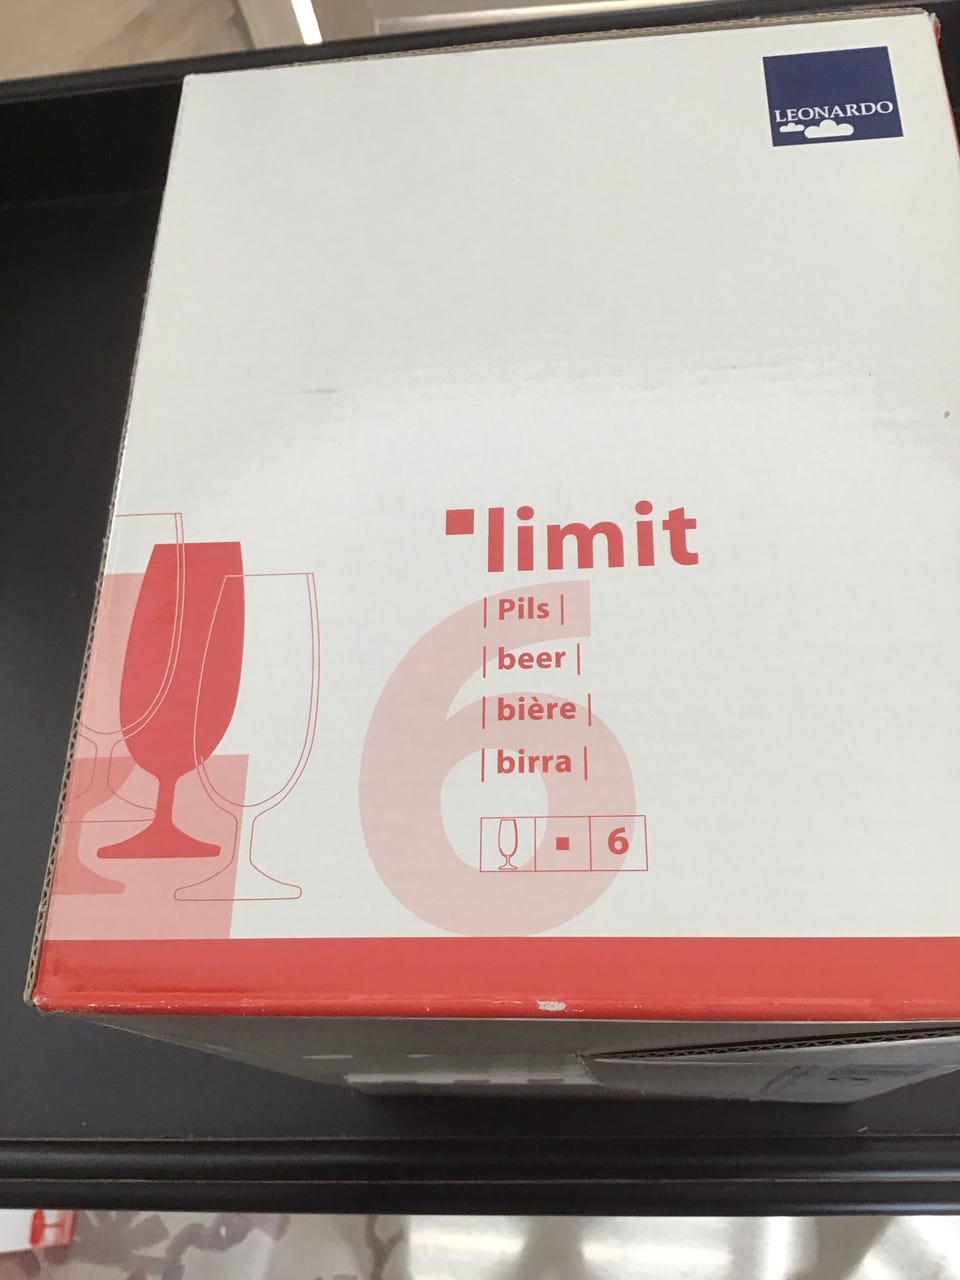 LEONARDO
limit
6
| Pils |
| beer |
| bière |
| birra |
6